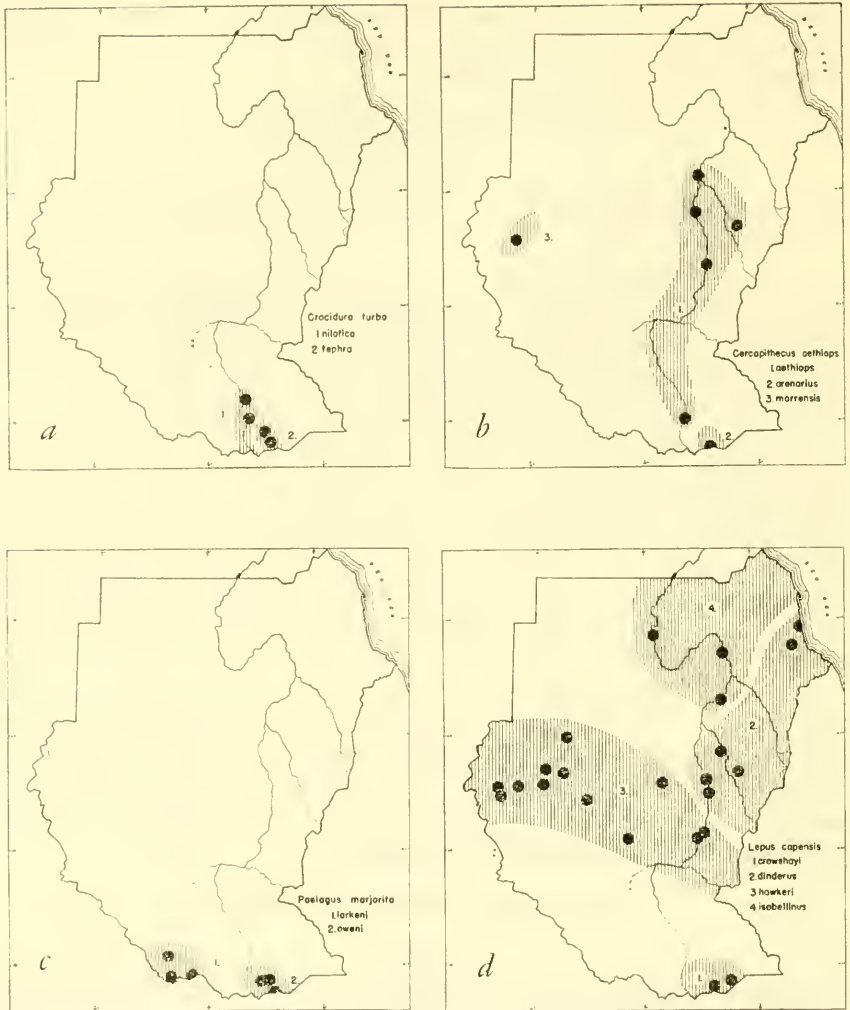 Crocidura turba
1 nilotica
2 tephra
1
2.
a
3.
1.
Cercopithecus aethiops
1.aethiops
2 arenarius
3. marrensis
2
b
Poelagus marjorita
1.larkeni
2.oweni
1.
2
c
4.
2.
3.
Lepus capensis
1 crawshayi
2.dinderus
3 hawkeri
4 isabellinus
1.
d